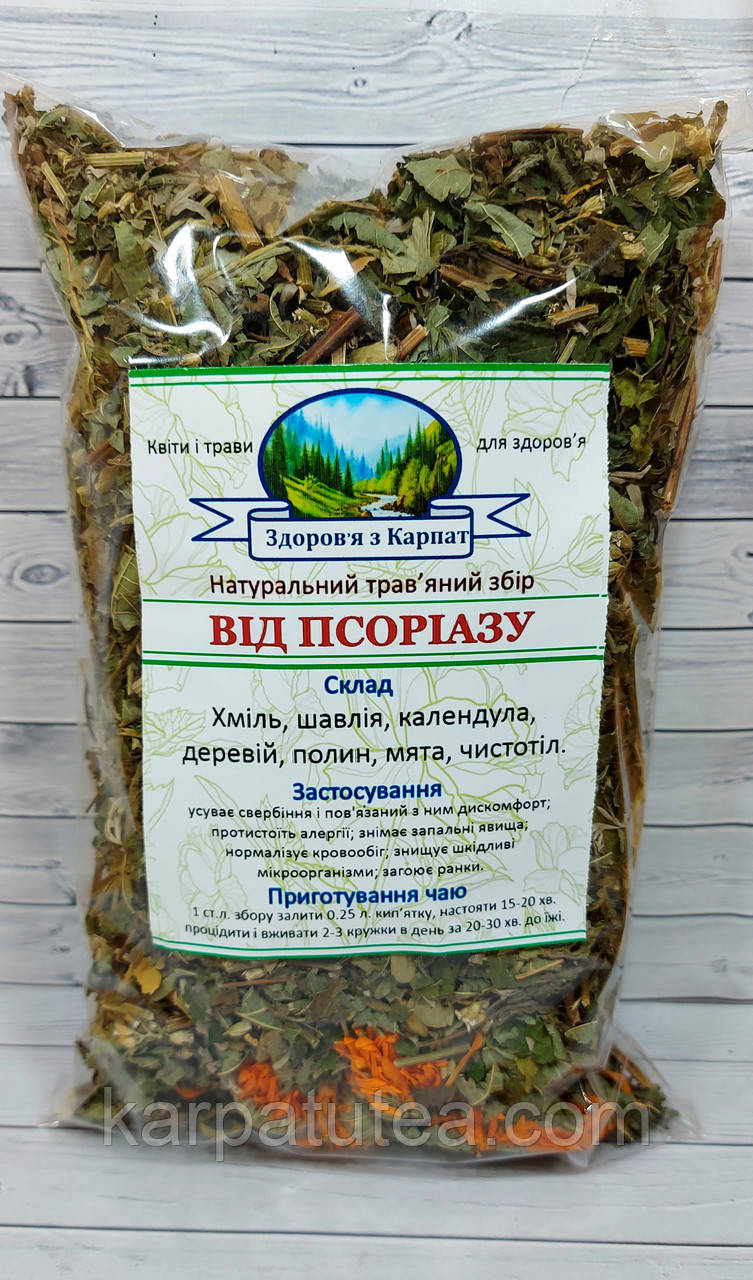 Квіти і трави
для здоров’я
Здоров'я з Карпат
Натуральний трав’яний збір
ВІД ПСОРІАЗУ
Склад
Хміль, шавлія, календула,
деревій, полин, мята, чистотіл.
Застосування
усуває свербіння і пов'язаний з ним дискомфорт;
протистоїть алергії; знімає запальні явища;
нормалізує кровообіг; знищує шкідливі
мікроорганізми; загоює ранки.
Приготування чаю
1 ст.л. збору залити 0.25 л. кип’ятку, настояти 15-20 хв.
процідити і вживати 2-3 кружки в день за 20-30 хв. до їжі.
karpatutea.com